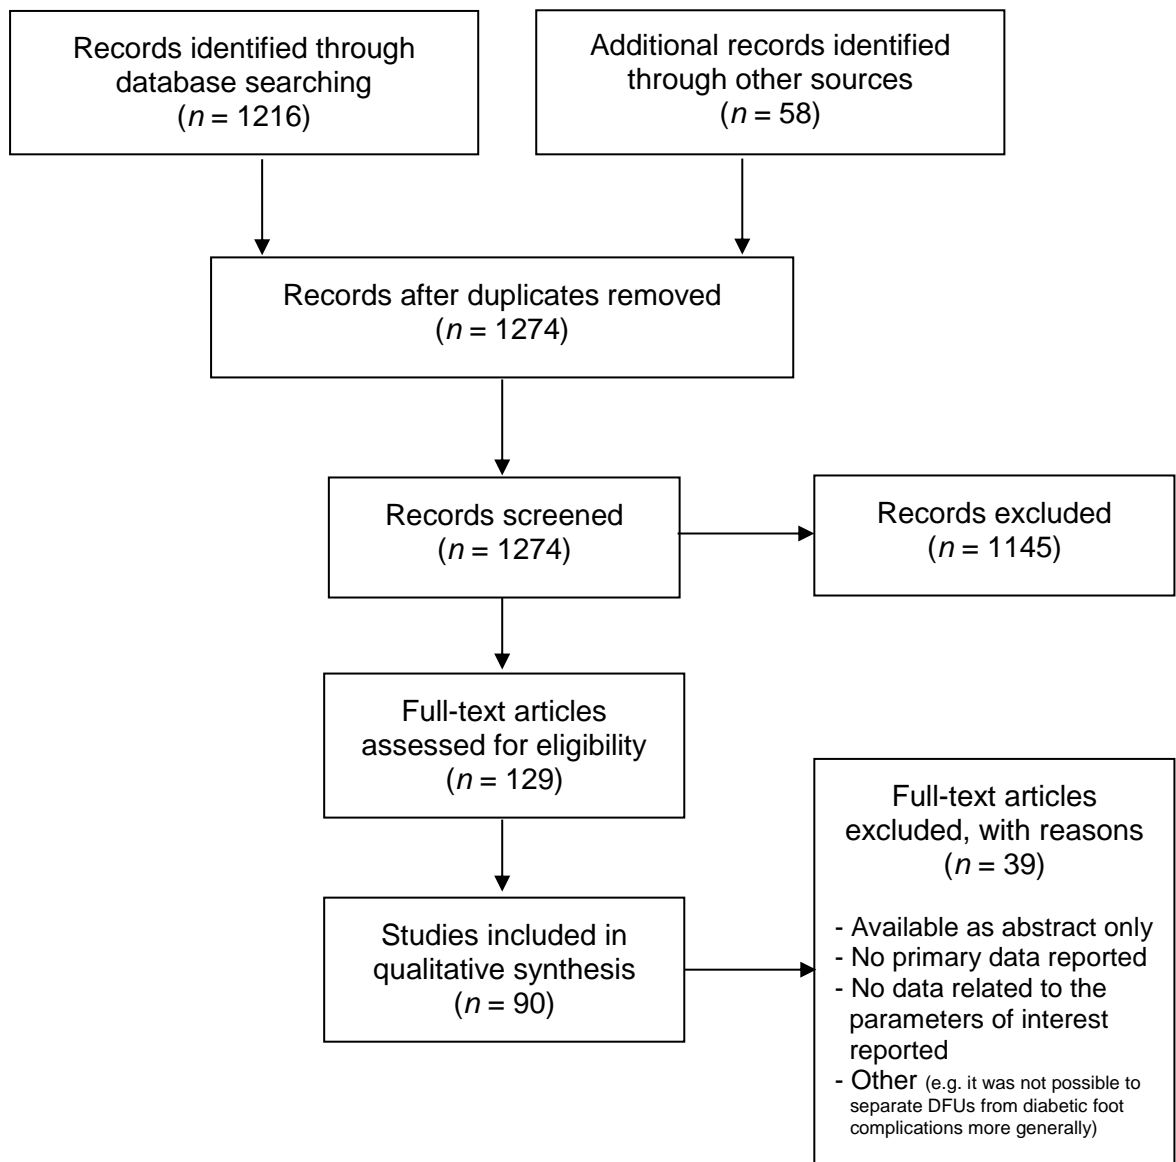 Records identified through
database searching
(n = 1216)
Additional records identified
through other sources
(n = 58)
Records after duplicates removed
(n = 1274)
Records screened
(n = 1274)
Records excluded
(n = 1145)
Full-text articles
assessed for eligibility
(n = 129)
Full-text articles
excluded, with reasons
(n = 39)
- Available as abstract only
- No primary data reported
- No data related to the
parameters of interest
reported
- Other (e.g. it was not possible to
separate DFUs from diabetic foot
complications more generally)
Studies included in
qualitative synthesis
(n = 90)